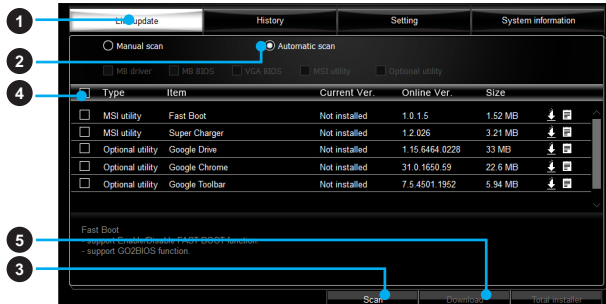 1 Live update History Setting System information
2 Manual scan Automatic scan
MB driver MB BIOS VGA BIOS MSI utility Optional utility
4 Type Item Current Ver. Online Ver. Size
MSI utility Fast Boot Not installed 1.0.1.5 1.52 MB
MSI utility Super Charger Not installed 1.2.026 3.21 MB
Optional utility Google Drive Not installed 1.15.6464.0228 33 MB
Optional utility Google Chrome Not installed 31.0.1650.59 22.6 MB
Optional utility Google Toolbar Not installed 7.5.4501.1952 5.94 MB
Fast Boot
5 - support Enable/Disable FAST BOOT function.
- support GO2BIOS function.
3
Scan Download Total installer